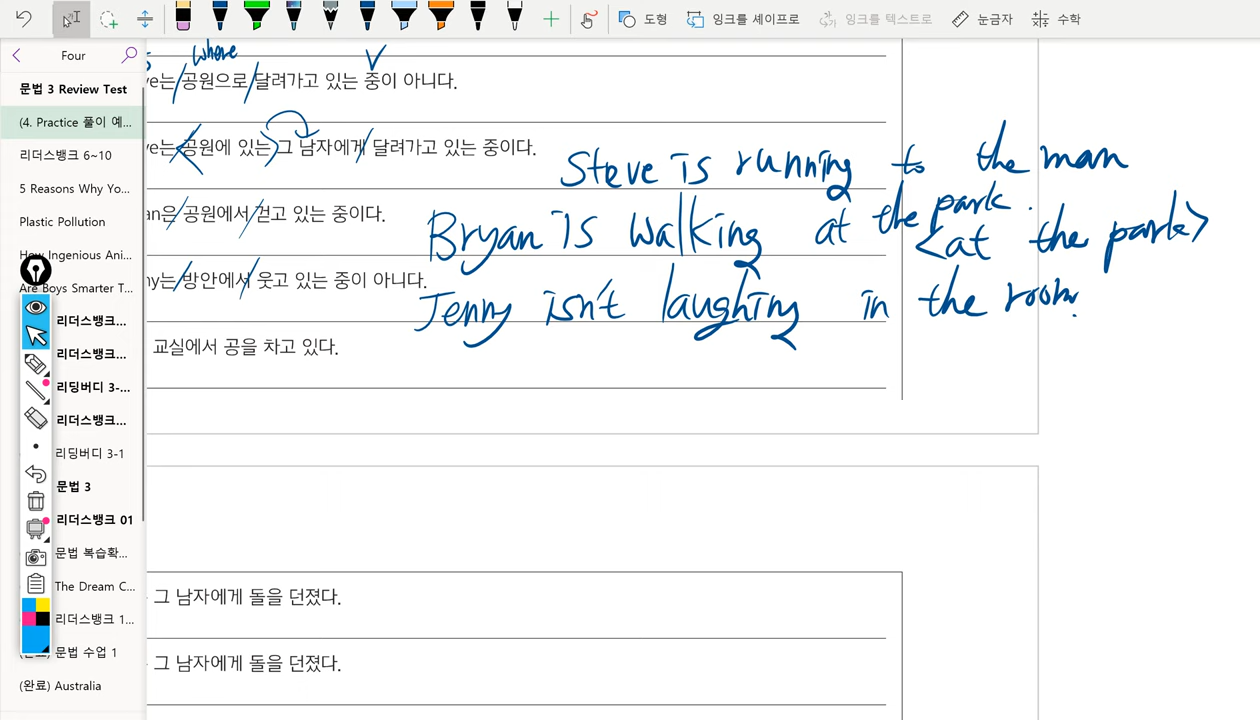 도형
잉크를 셰이프로
잉크를 텍스트로
눈금자
수학
Four
문법 3 Review Test
(4. Practice 풀이 예...
리더스뱅크 6~10
5 Reasons Why Yo...
Plastic Pollution
How Ingenious Ani...
Are Boys Smarter T...
리더스뱅크...
리더스뱅크...
리딩버디 3-...
리더스뱅크...
리딩버디 3-1
문법 3
리더스뱅크 01
문법 복습확...
The Dream C...
리더스뱅크 1...
문법 수업 1
(완료) Australia
where
ve는 공원으로 달려가고 있는 중이 아니다.
ve는 <공원에 있는> 그 남자에게 달려가고 있는 중이다.
Steve is running to the man
<at the park>
an은 공원에서 걷고 있는 중이다.
Bryan is walking at the park.
ny는 방안에서 웃고 있는 중이 아니다.
Jenny isn't laughing in the room.
교실에서 공을 차고 있다.
그 남자에게 돌을 던졌다.
그 남자에게 돌을 던졌다.